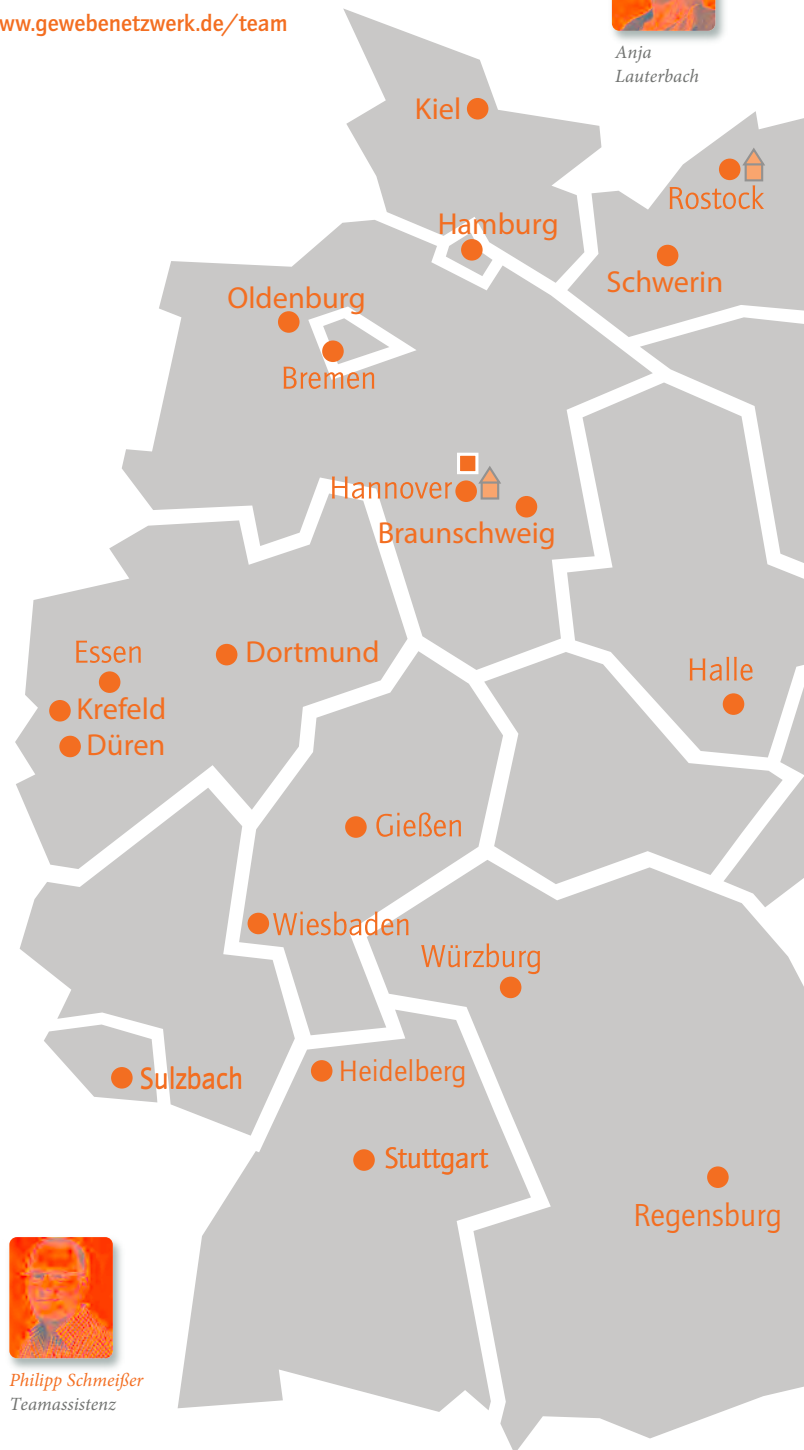 ww.gewebenetzwerk.de/team
Anja
Lauterbach
Kiel
Rostock
Hamburg
Schwerin
Oldenburg
Bremen
Hannover
Braunschweig
Essen
Dortmund
Halle
Krefeld
Düren
Gießen
Wiesbaden
Würzburg
Sulzbach
Heidelberg
Stuttgart
Regensburg
Philipp Schmeißer
Teamassistenz